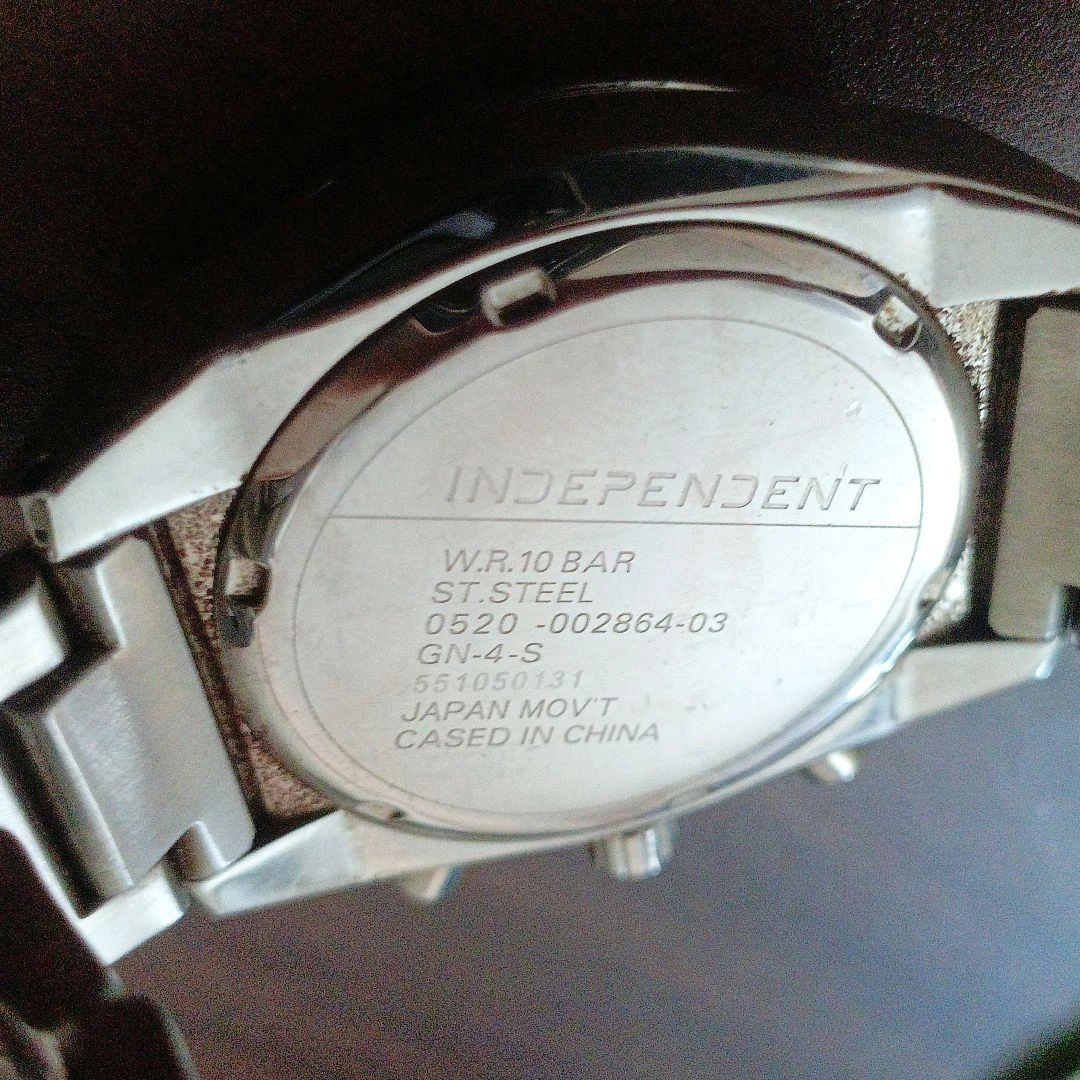 INDEPENDENT
W.R.10 BAR
ST.STEEL
0520 -002864-03
GN-4-S
551050131
JAPAN MOV'T
CASED IN CHINA